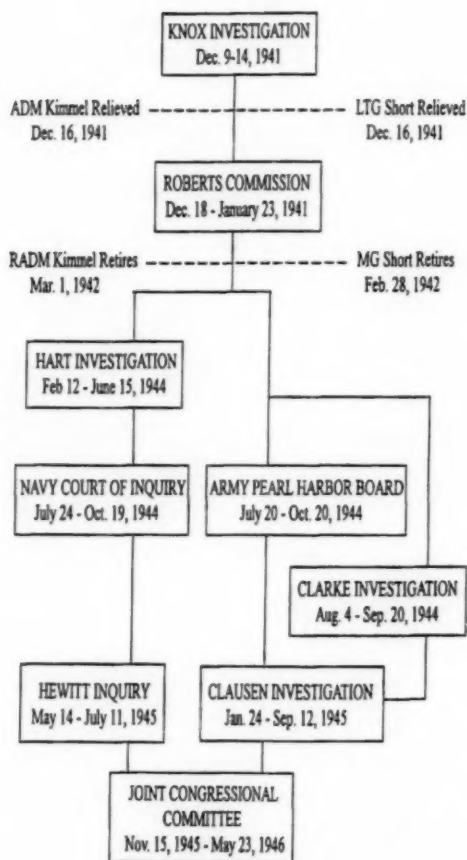 KNOX INVESTIGATION
Dec. 9-14, 1941
ADM Kimmel Relieved
Dec. 16, 1941
LTG Short Relieved
Dec. 16, 1941
ROBERTS COMMISSION
Dec. 18 - January 23, 1941
RADM Kimmel Retires
Mar. 1, 1942
MG Short Retires
Feb. 28, 1942
HART INVESTIGATION
Feb 12 - June 15, 1944
NAVY COURT OF INQUIRY
July 24 - Oct. 19, 1944
ARMY PEARL HARBOR BOARD
July 20 - Oct. 20, 1944
CLARKE INVESTIGATION
Aug. 4 - Sep. 20, 1944
HEWITT INQUIRY
May 14 - July 11, 1945
CLAUSEN INVESTIGATION
Jan. 24 - Sep. 12, 1945
JOINT CONGRESSIONAL
COMMITTEE
Nov. 15, 1945 - May 23, 1946